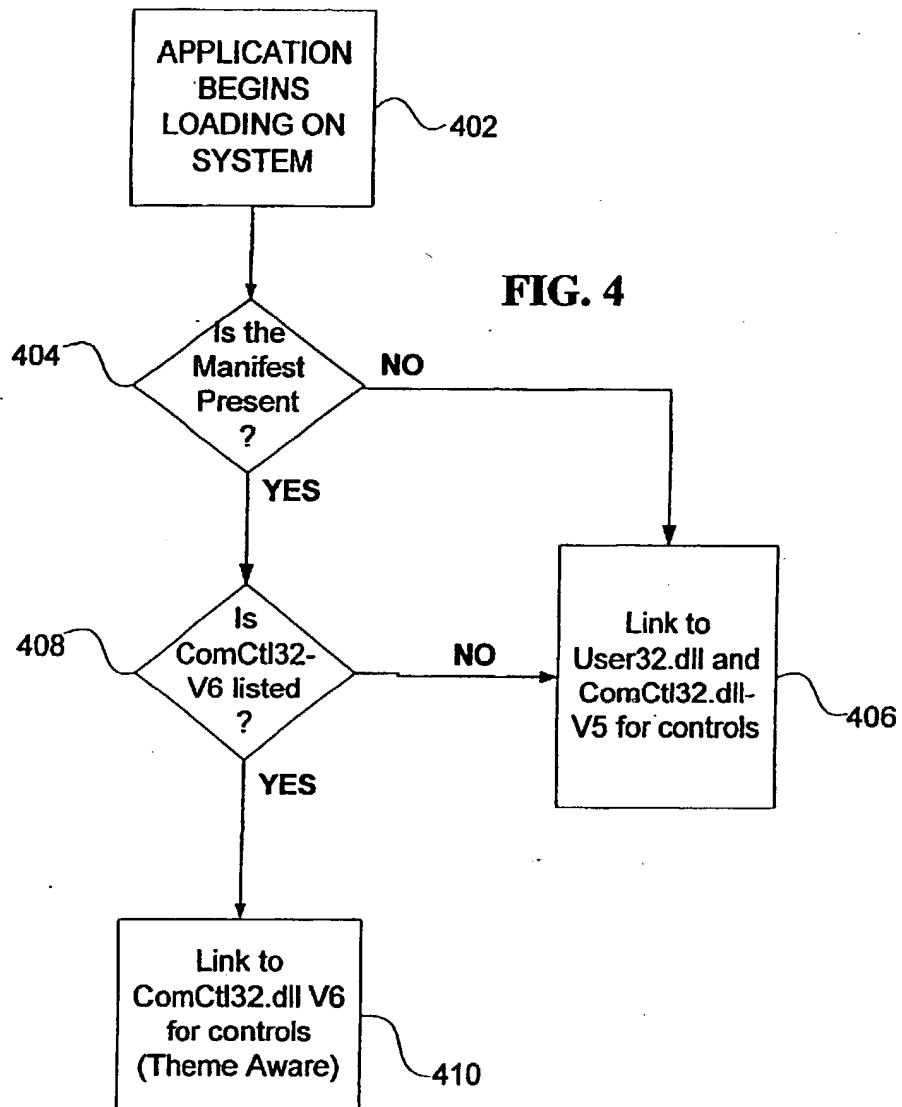 APPLICATION
BEGINS
LOADING ON
SYSTEM
402
FIG. 4
Is the
Manifest
Present
?
404
NO
YES
Is
ComCtl32-
V6 listed
?
408
NO
YES
Link to
User32.dll and
ComCtl32.dll-
V5 for controls
406
Link to
ComCtl32.dll V6
for controls
(Theme Aware)
410